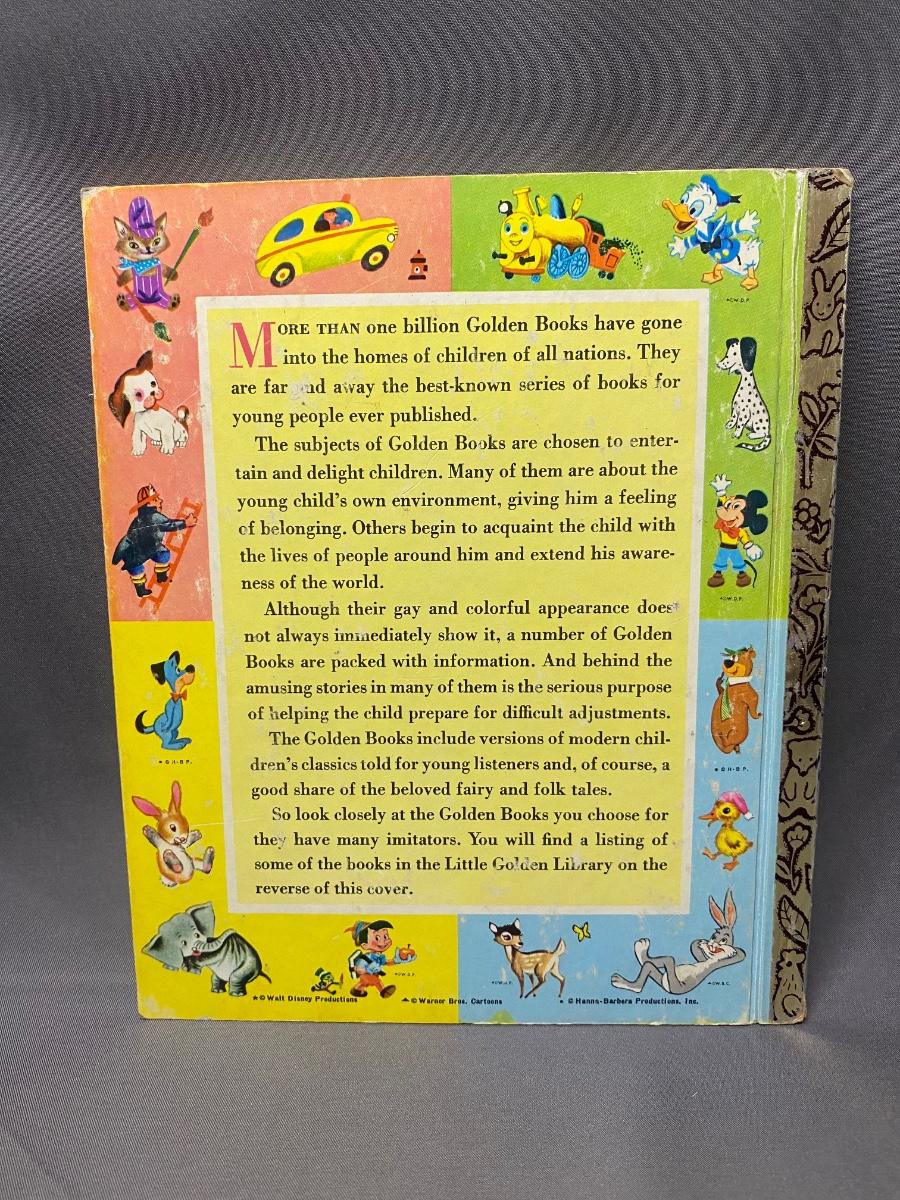 ©W.D.P.
MORE THAN one billion Golden Books have gone
into the homes of children of all nations. They
are far and away the best-known series of books for
young people ever published.
The subjects of Golden Books are chosen to enter-
tain and delight children. Many of them are about the
young child's own environment, giving him a feeling
of belonging. Others begin to acquaint the child with
the lives of people around him and extend his aware-
ness of the world.
Although their gay and colorful appearance does
not always immediately show it, a number of Golden
Books are packed with information. And behind the
amusing stories in many of them is the serious purpose
of helping the child prepare for difficult adjustments.
The Golden Books include versions of modern chil-
dren's classics told for young listeners and, of course, a
good share of the beloved fairy and folk tales.
So look closely at the Golden Books you choose for
they have many imitators. You will find a listing of
some of the books in the Little Golden Library on the
reverse of this cover.
©W.D.P.
● © H-B P.
● © H-B P.
©W.D.P.
©W.B.C.
★ © Walt Disney Productions ▲ © Warner Bros. Cartoons ● © Hanna-Barbera Productions, Inc.